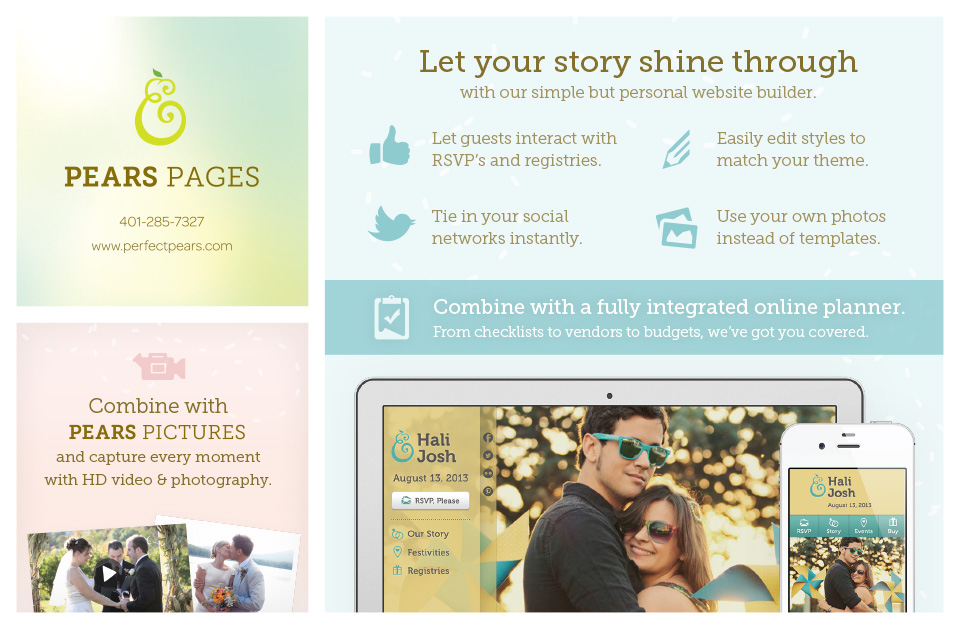 PEARS PAGES
401-285-7327
www.perfectpears.com
Combine with
PEARS PICTURES
and capture every moment
with HD video & photography.
Let your story shine through
with our simple but personal website builder.
Let guests interact with
RSVP's and registries.
Easily edit styles to
match your theme.
Tie in your social
networks instantly.
Use your own photos
instead of templates.
Combine with a fully integrated online planner.
From checklists to vendors to budgets, we've got you covered.
Hali
& Josh
August 13, 2013
RSVP, Please
Our Story
Festivities
Registries
Hali
& Josh
August 13, 2013
RSVP Story Events Buy